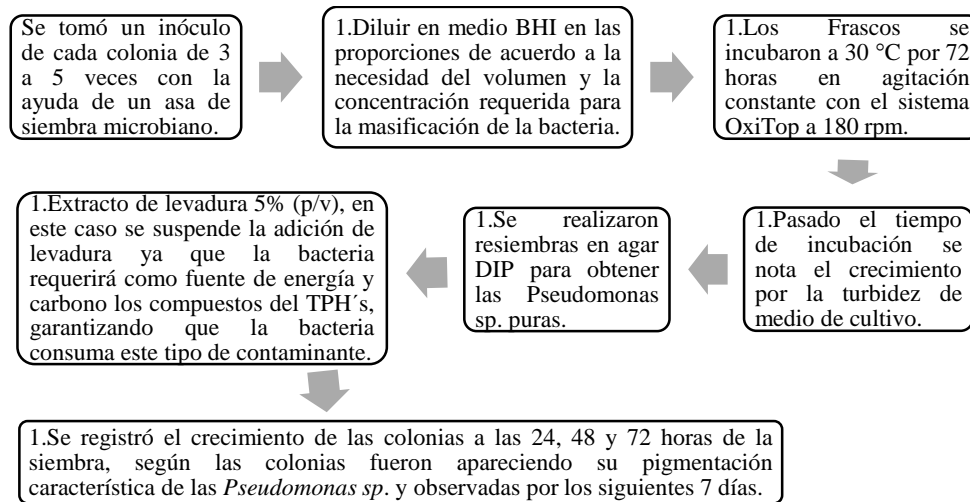 Se tomó un inóculo
de cada colonia de 3
a 5 veces con la
ayuda de un asa de
siembra microbiano.
1.Diluir en medio BHI en las
proporciones de acuerdo a la
necesidad del volumen y la
concentración requerida para
la masificación de la bacteria.
1.Los Frascos se
incubaron a 30 °C por 72
horas en agitación
constante con el sistema
OxiTop a 180 rpm.
1.Pasado el tiempo
de incubación se
nota el crecimiento
por la turbidez de
medio de cultivo.
1.Se realizaron
resiembras en agar
DIP para obtener
las Pseudomonas
sp. puras.
1.Extracto de levadura 5% (p/v), en
este caso se suspende la adición de
levadura ya que la bacteria
requerirá como fuente de energía y
carbono los compuestos del TPH´s,
garantizando que la bacteria
consuma este tipo de contaminante.
1.Se registró el crecimiento de las colonias a las 24, 48 y 72 horas de la
siembra, según las colonias fueron apareciendo su pigmentación
característica de las Pseudomonas sp. y observadas por los siguientes 7 días.